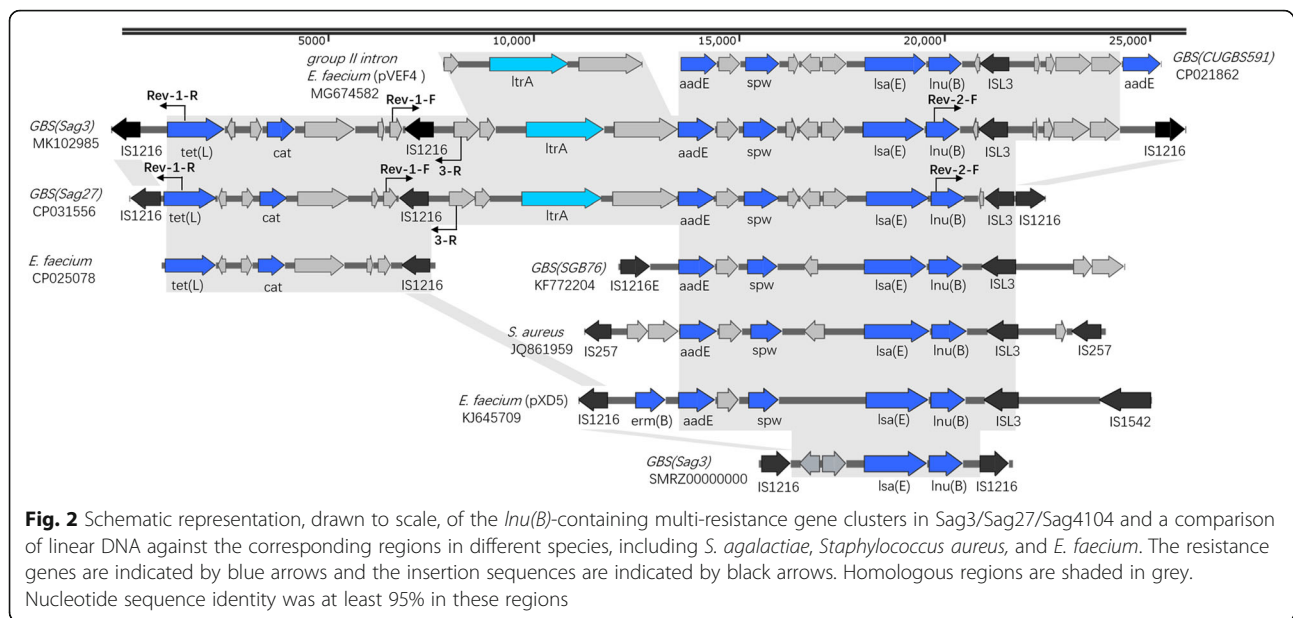 5000 10,000 15,000 20,000 25,000
group II intron
E. faecium (pVEF4 )
MG674582
ltrA
aadE spw lsa(E) lnu(B) ISL3 aadE
GBS(CUGBS591)
CP021862
Rev-1-R Rev-1-F Rev-2-F
GBS(Sag3)
MK102985
IS1216 tet(L) cat IS1216 ltrA aadE spw lsa(E) lnu(B) ISL3 IS1216
3-R
Rev-1-R Rev-1-F Rev-2-F
GBS(Sag27)
CP031556
IS1216 tet(L) cat IS1216 ltrA aadE spw lsa(E) lnu(B) ISL3 IS1216
3-R
E. faecium
CP025078
tet(L) cat IS1216
GBS(SGB76)
KF772204
IS1216E aadE spw lsa(E) lnu(B) ISL3
S. aureus
JQ861959
IS257 aadE spw lsa(E) lnu(B) ISL3 IS257
E. faecium (pXD5)
KJ645709
IS1216 erm(B) aadE spw lsa(E) lnu(B) ISL3 IS1542
GBS(Sag3)
SMRZ00000000
IS1216 lsa(E) lnu(B) IS1216
Fig. 2 Schematic representation, drawn to scale, of the lnu(B)-containing multi-resistance gene clusters in Sag3/Sag27/Sag4104 and a comparison
of linear DNA against the corresponding regions in different species, including S. agalactiae, Staphylococcus aureus, and E. faecium. The resistance
genes are indicated by blue arrows and the insertion sequences are indicated by black arrows. Homologous regions are shaded in grey.
Nucleotide sequence identity was at least 95% in these regions